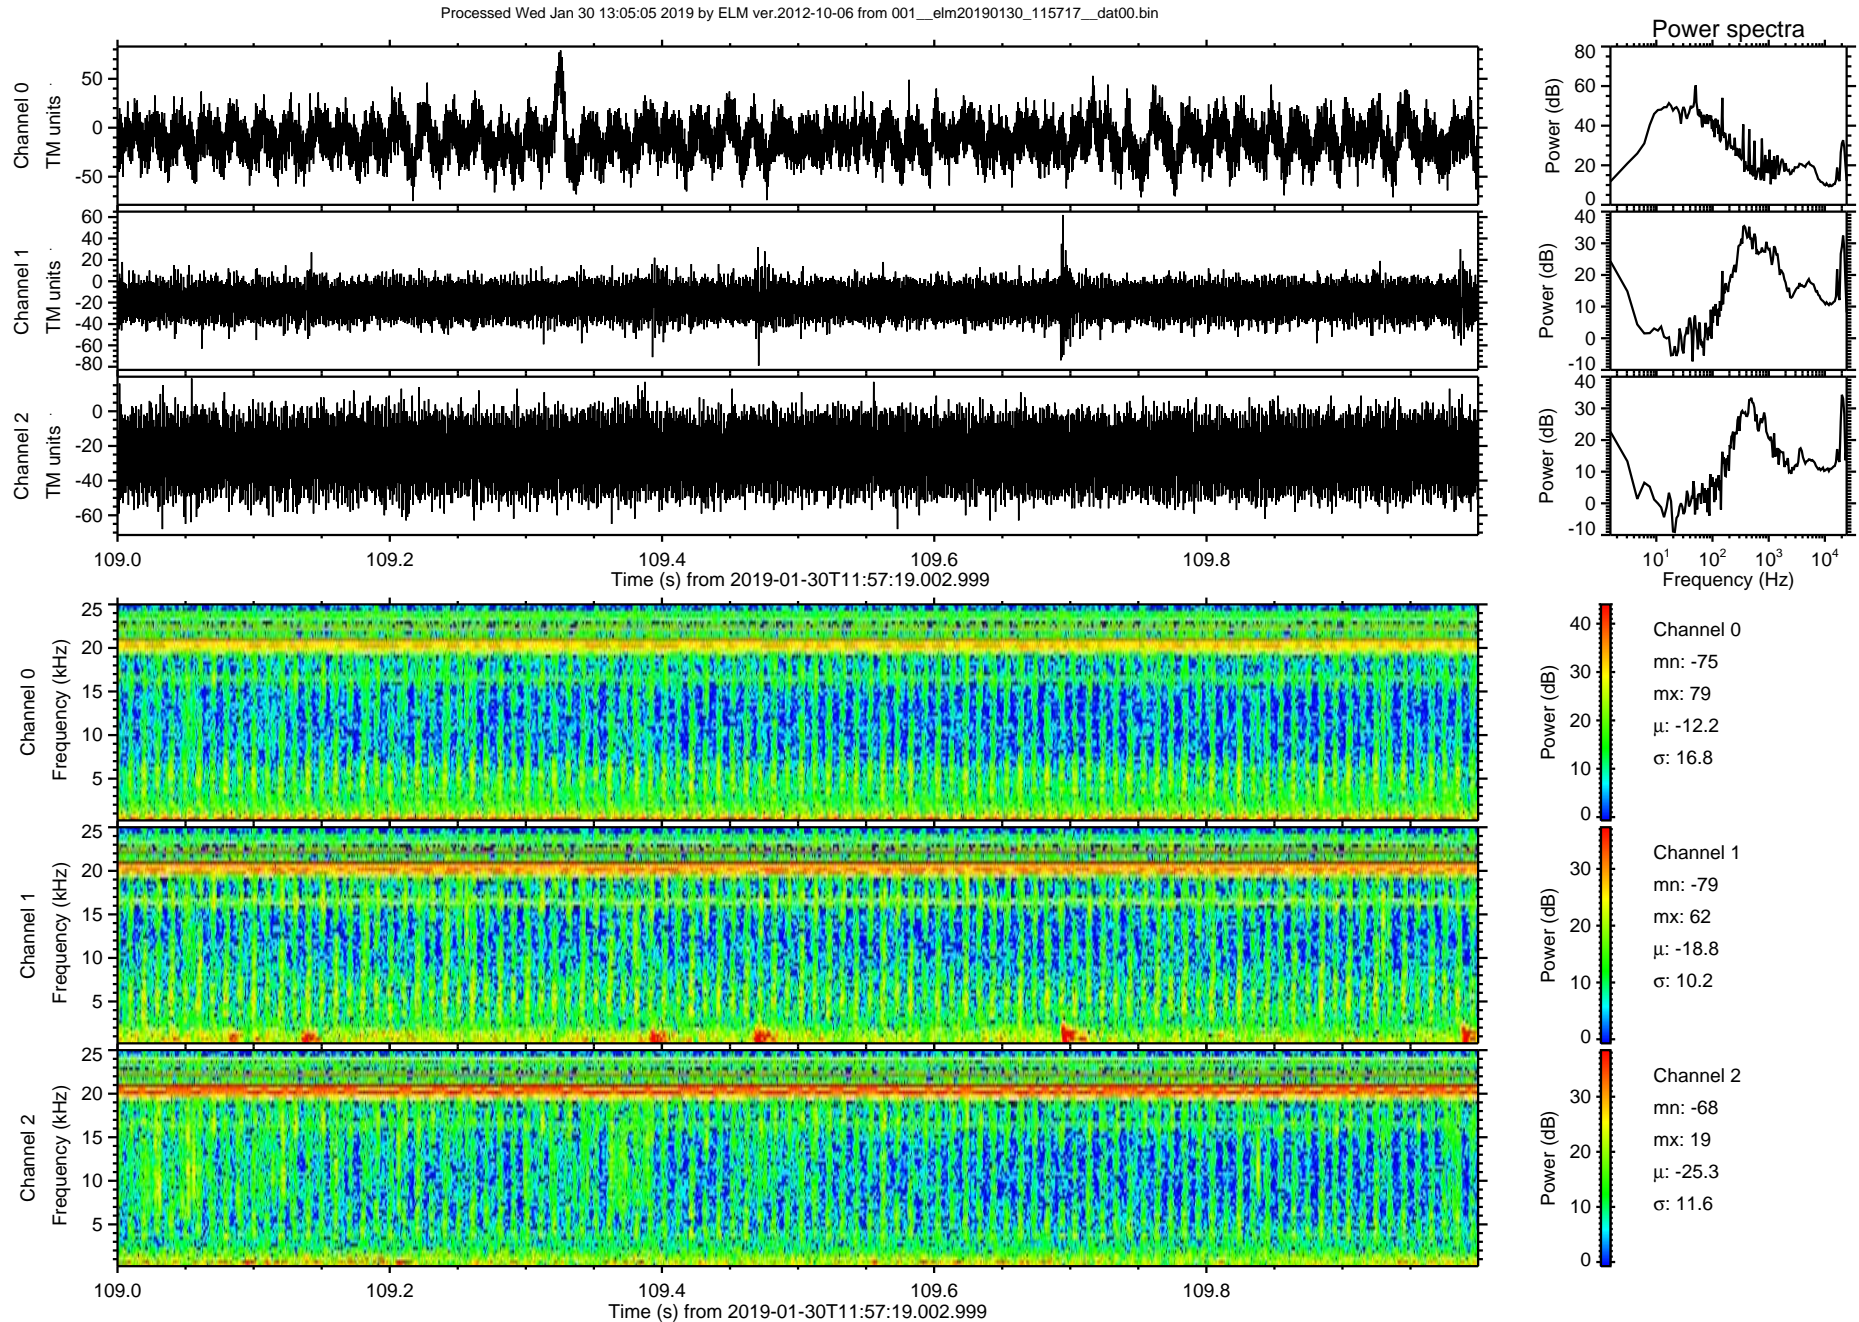 Processed Wed Jan 30 13:05:05 2019 by ELM ver.2012-10-06 from 001__elm20190130_115717__dat00.bin
Power spectra
Channel 0
TM units
50
0
-50
Power (dB)
80
60
40
20
0
Channel 1
TM units
60
40
20
0
-20
-40
-60
-80
Power (dB)
40
30
20
10
0
-10
Channel 2
TM units
0
-20
-40
-60
Power (dB)
40
30
20
10
0
-10
109.0 109.2 109.4 109.6 109.8
Time (s) from 2019-01-30T11:57:19.002.999
10^1 10^2 10^3 10^4
Frequency (Hz)
Channel 0
Frequency (kHz)
25
20
15
10
5
Power (dB)
40
30
20
10
0
Channel 0
mn: -75
mx: 79
μ: -12.2
σ: 16.8
Channel 1
Frequency (kHz)
25
20
15
10
5
Power (dB)
30
20
10
0
Channel 1
mn: -79
mx: 62
μ: -18.8
σ: 10.2
Channel 2
Frequency (kHz)
25
20
15
10
5
Power (dB)
30
20
10
0
Channel 2
mn: -68
mx: 19
μ: -25.3
σ: 11.6
109.0 109.2 109.4 109.6 109.8
Time (s) from 2019-01-30T11:57:19.002.999